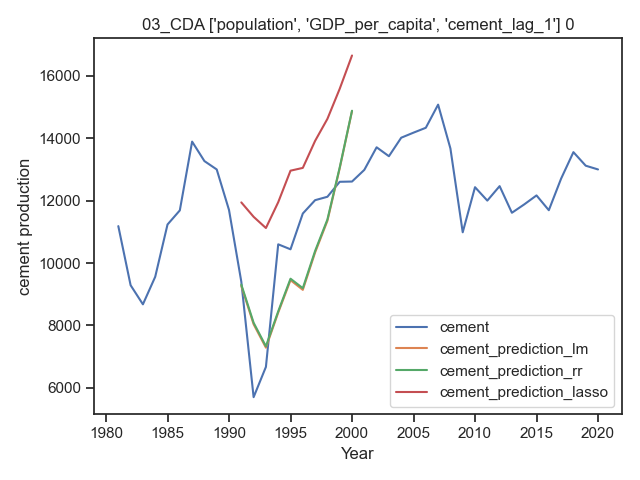 03_CDA ['population', 'GDP_per_capita', 'cement_lag_1'] 0
cement production
16000
14000
12000
10000
8000
6000
cement
cement_prediction_lm
cement_prediction_rr
cement_prediction_lasso
1980 1985 1990 1995 2000 2005 2010 2015 2020
Year